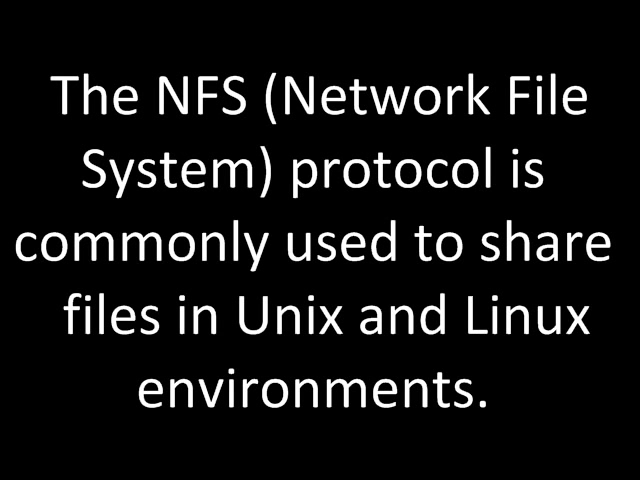 The NFS (Network File
System) protocol is
commonly used to share
files in Unix and Linux
environments.